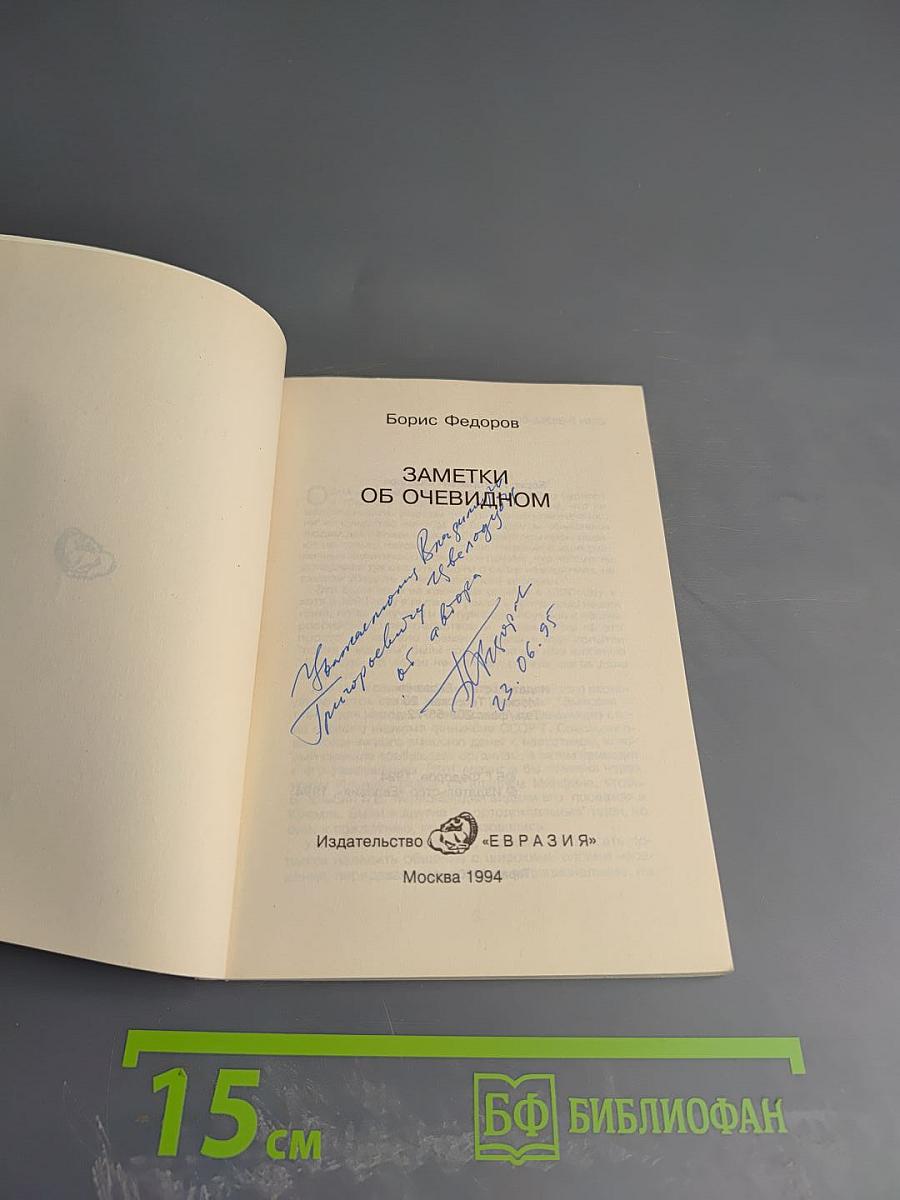 Борис Федоров
ЗАМЕТКИ
ОБ ОЧЕВИДНОМ
Уважаемому Владимиру
Григорьевичу
от автора
23.06.95
Издательство «ЕВРАЗИЯ»
Москва 1994
15 см
БФ БИБЛИОФАН